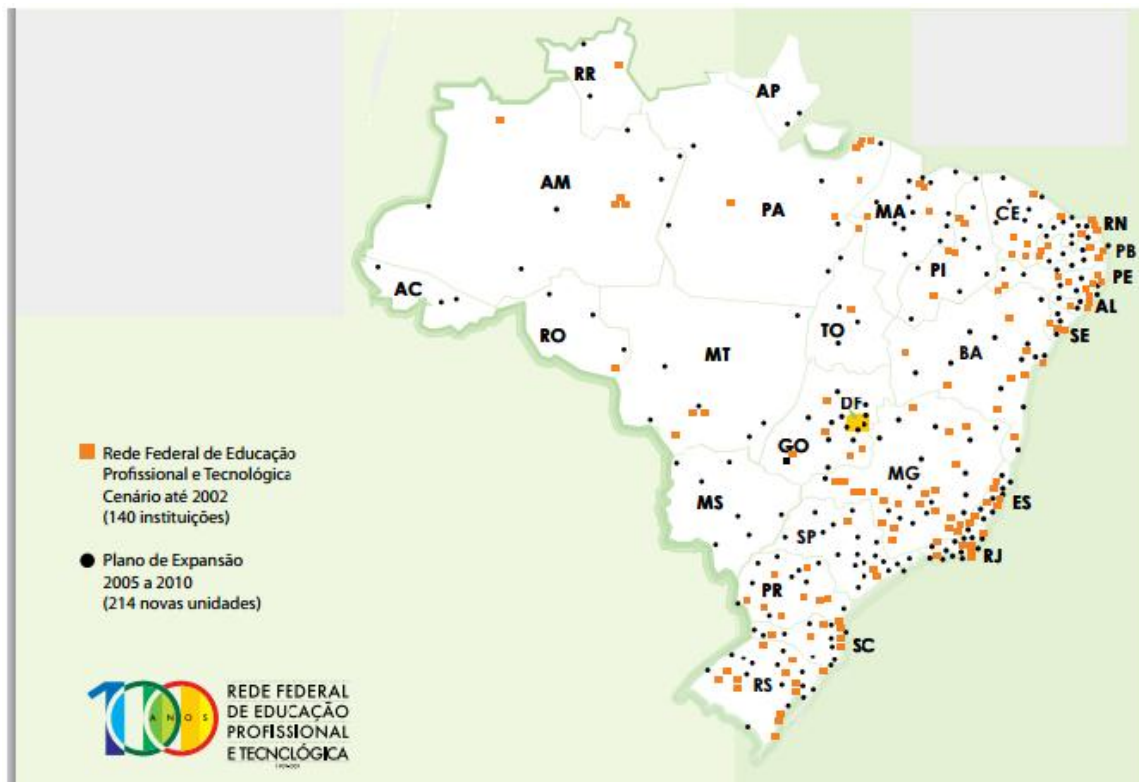 RR
AP
AM
PA
MA
CE
RN
PB
PI
PE
AC
AL
TO
RO
SE
BA
MT
DF
GO
MG
MS
ES
SP
RJ
PR
SC
RS
Rede Federal de Educação
Profissional e Tecnológica
Cenário até 2002
(140 instituições)
Plano de Expansão
2005 a 2010
(214 novas unidades)
100
ANOS
REDE FEDERAL
DE EDUCAÇÃO
PROFISSIONAL
E TECNOLÓGICA